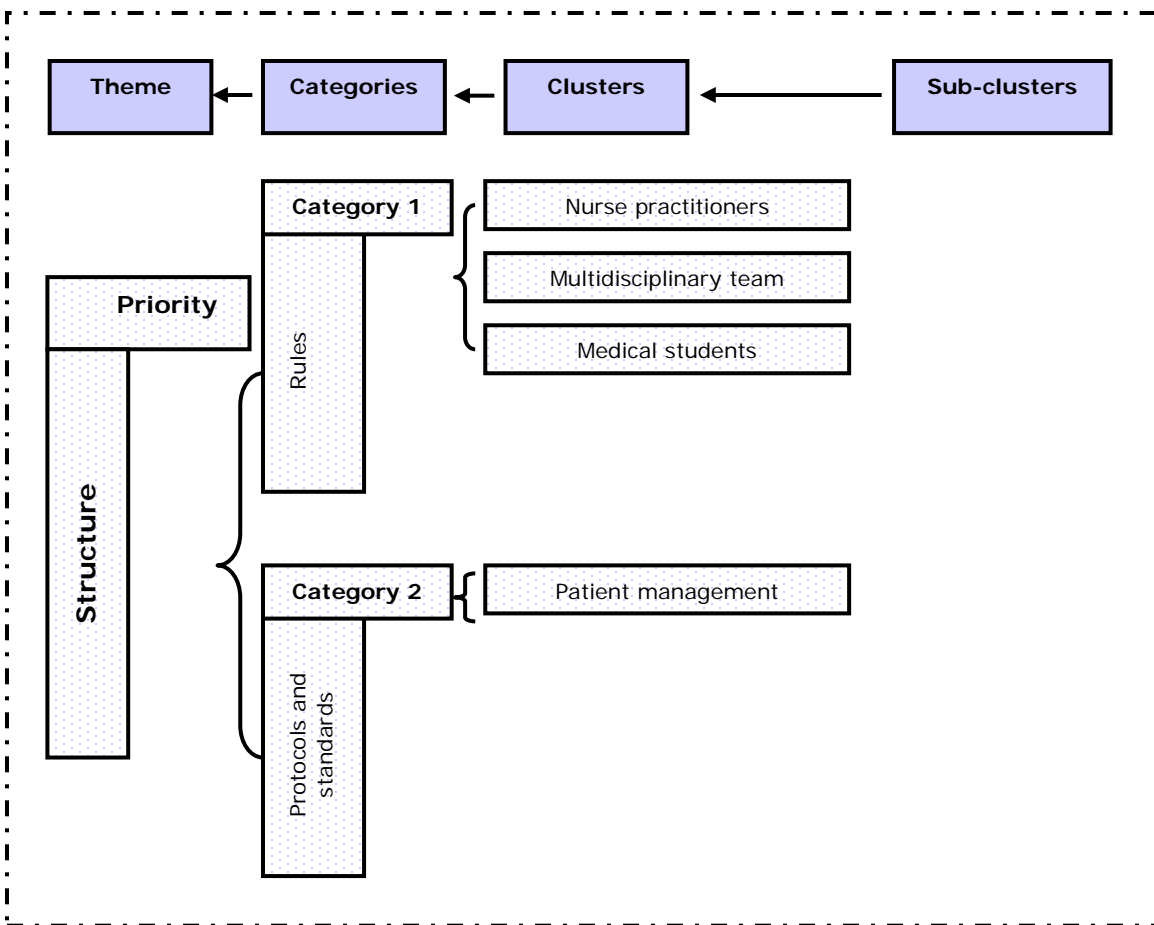 Theme
Categories
Clusters
Sub-clusters
Category 1
Nurse practitioners
Multidisciplinary team
Medical students
Rules
Priority
Structure
Category 2
Patient management
Protocols and
standards